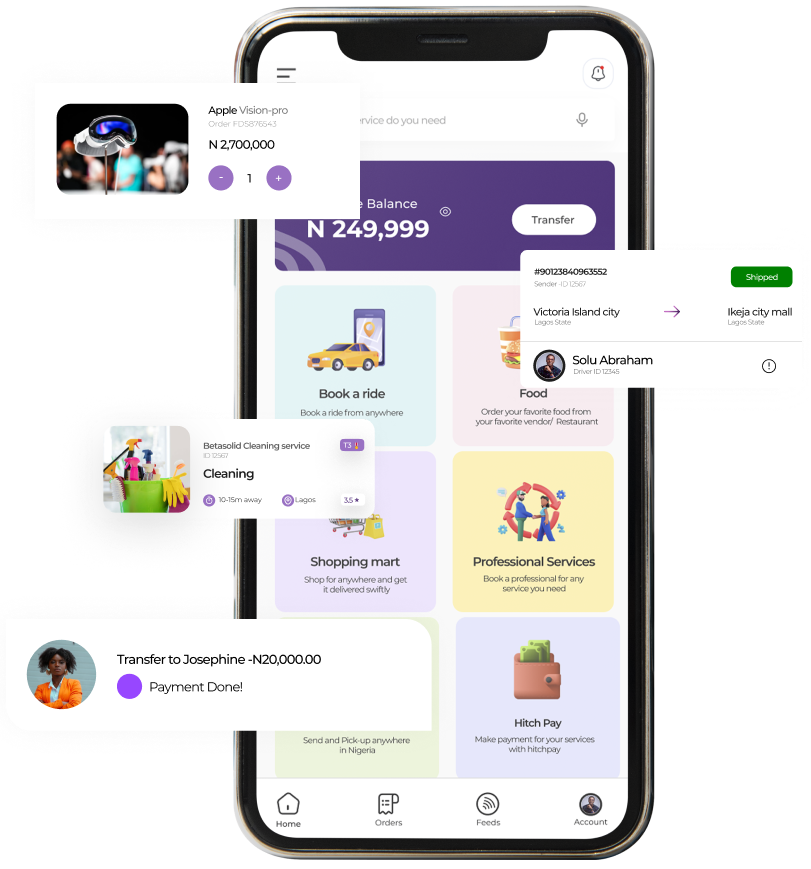 Apple Vision-pro
Order FDS876543
N 2,700,000
- 1 +
ervice do you need
e Balance
N 249,999
Transfer
#90123840963552
Sender -ID 12567
Shipped
Victoria Island city
Lagos State
Ikeja city mall
Lagos State
Solu Abraham
Driver ID 12345
Book a ride
Book a ride from anywhere
Food
Order your favorite food from
your favorite vendor/ Restaurant
Betasolid Cleaning service
ID 12567
T3
Cleaning
10-15m away
Lagos
3.5 ★
Shopping mart
Shop for anywhere and get
it delivered swiftly
Professional Services
Book a professional for any
service you need
Transfer to Josephine -N20,000.00
Payment Done!
Send and Pick-up anywhere
in Nigeria
Hitch Pay
Make payment for your services
with hitchpay
Home
Orders
Feeds
Account